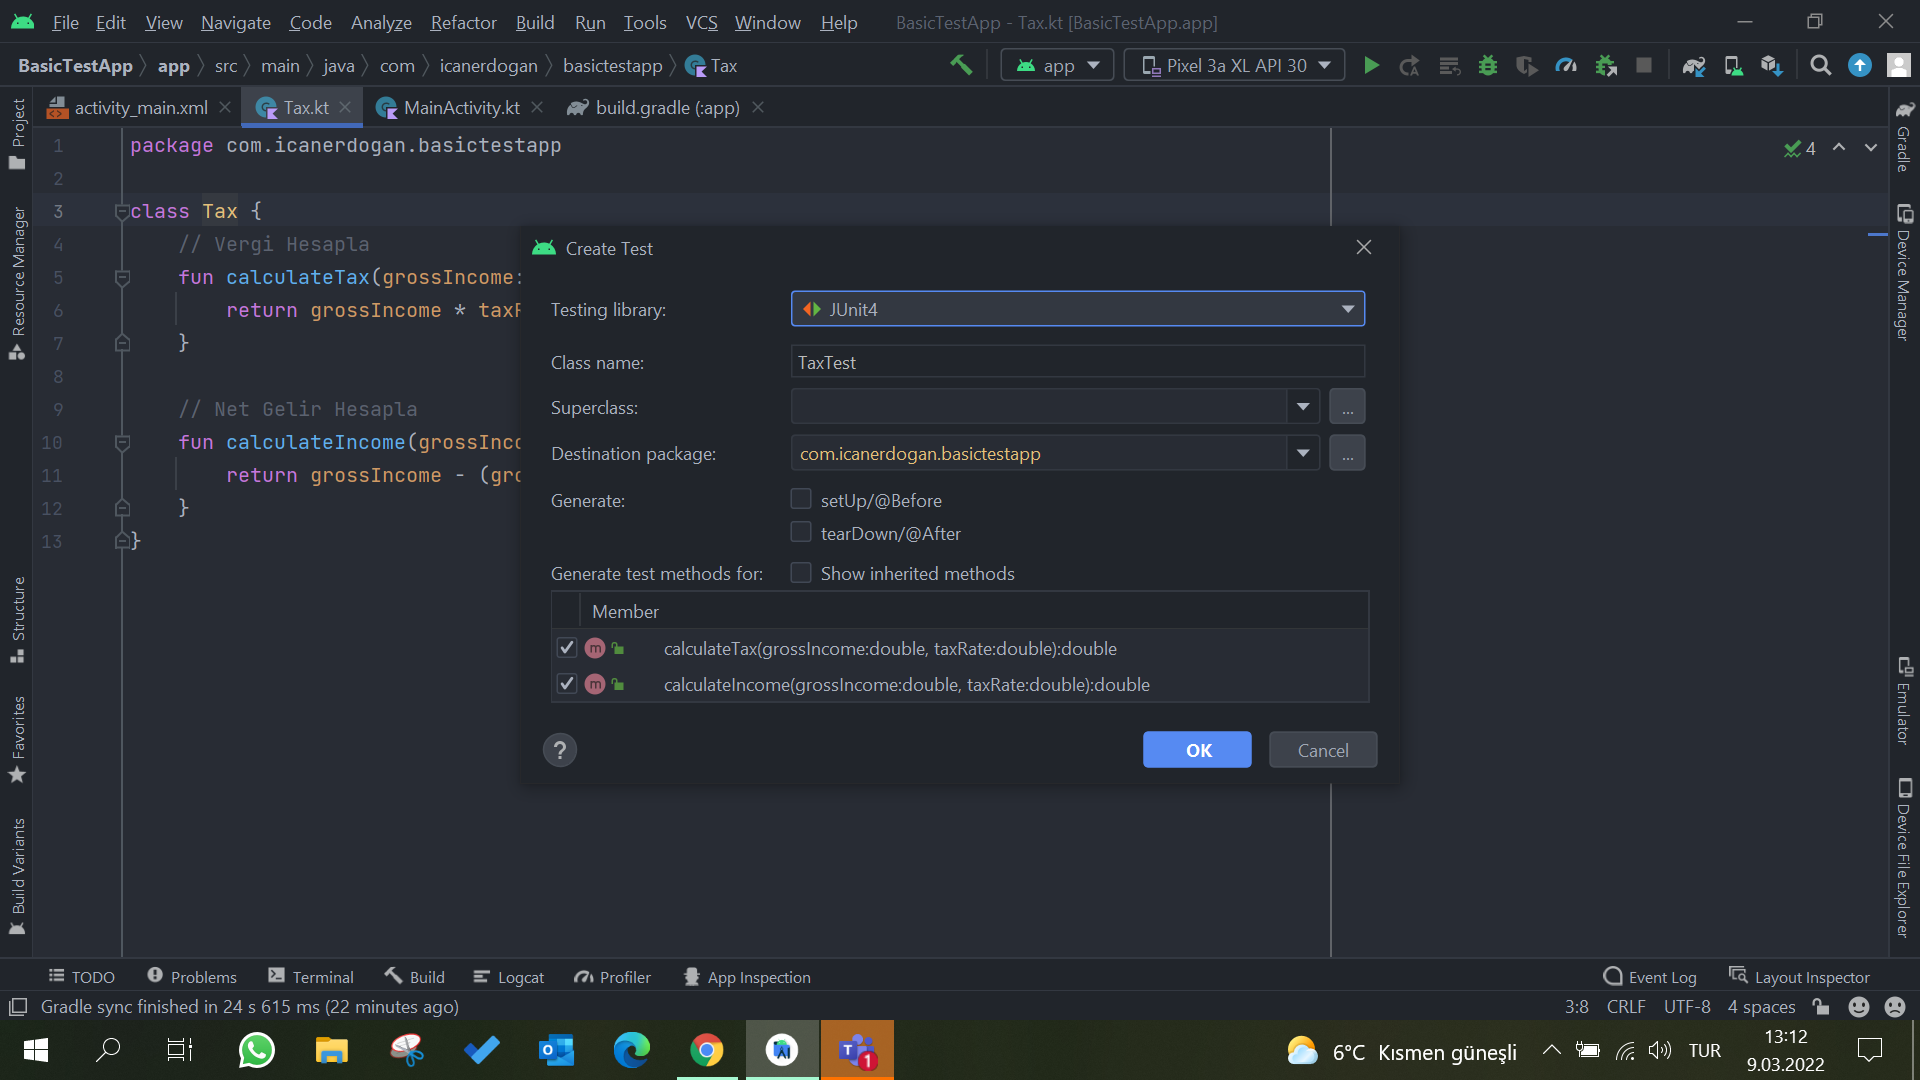 File Edit View Navigate Code Analyze Refactor Build Run Tools VCS Window Help BasicTestApp - Tax.kt [BasicTestApp.app]
BasicTestApp app src main java com icanerdogan basictestapp Tax
app Pixel 3a XL API 30
activity_main.xml Tax.kt MainActivity.kt build.gradle (:app)
Project
Resource Manager
Structure
Favorites
Build Variants
1 package com.icanerdogan.basictestapp
2
3 class Tax {
4 // Vergi Hesapla
5 fun calculateTax(grossIncome:
6 return grossIncome * tax
7 }
8
9 // Net Gelir Hesapla
10 fun calculateIncome(grossInc
11 return grossIncome - (gro
12 }
13 }
4
Create Test
Testing library: JUnit4
Class name: TaxTest
Superclass: ...
Destination package: com.icanerdogan.basictestapp ...
Generate: setUp/@Before
tearDown/@After
Generate test methods for: Show inherited methods
Member
m calculateTax(grossIncome:double, taxRate:double):double
m calculateIncome(grossIncome:double, taxRate:double):double
? OK Cancel
Gradle
Device Manager
Emulator
Device File Explorer
TODO Problems Terminal Build Logcat Profiler App Inspection Event Log Layout Inspector
Gradle sync finished in 24 s 615 ms (22 minutes ago) 3:8 CRLF UTF-8 4 spaces
1 6°C Kısmen güneşli TUR 13:12
9.03.2022